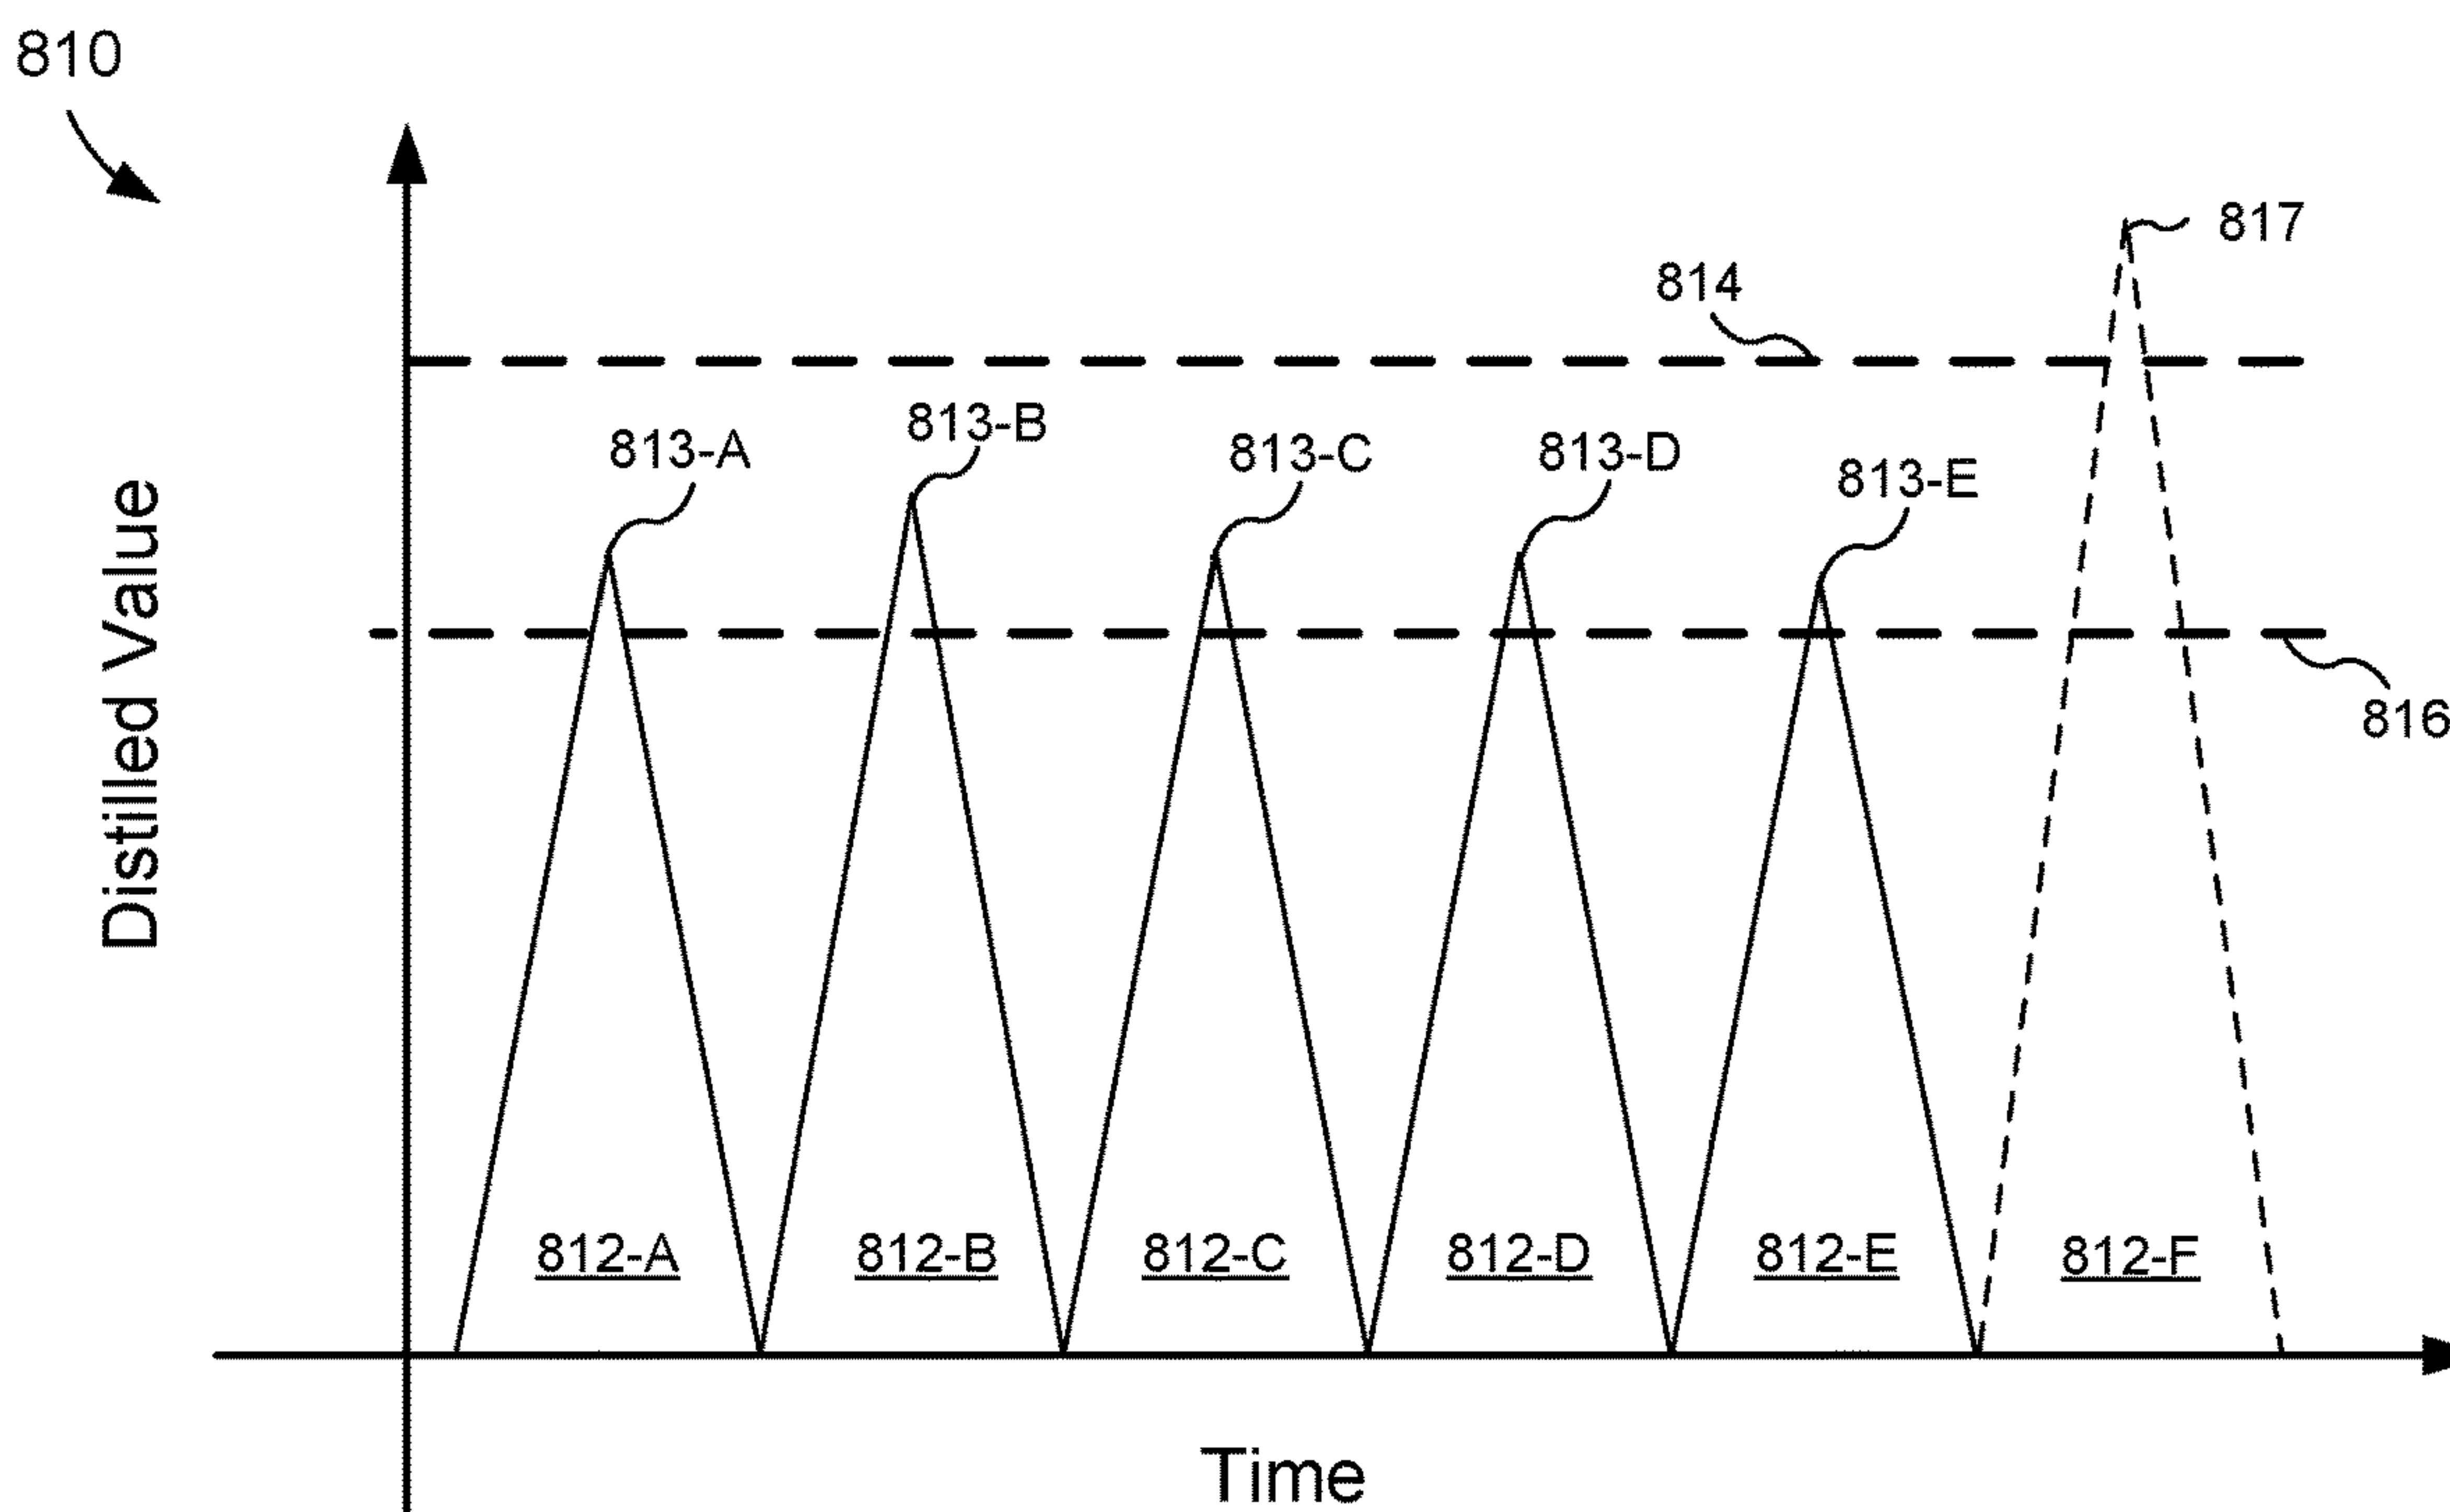 810
817
814
813-A
813-B
813-C
813-D
813-E
816
Distilled Value
812-A
812-B
812-C
812-D
812-E
812-F
Time